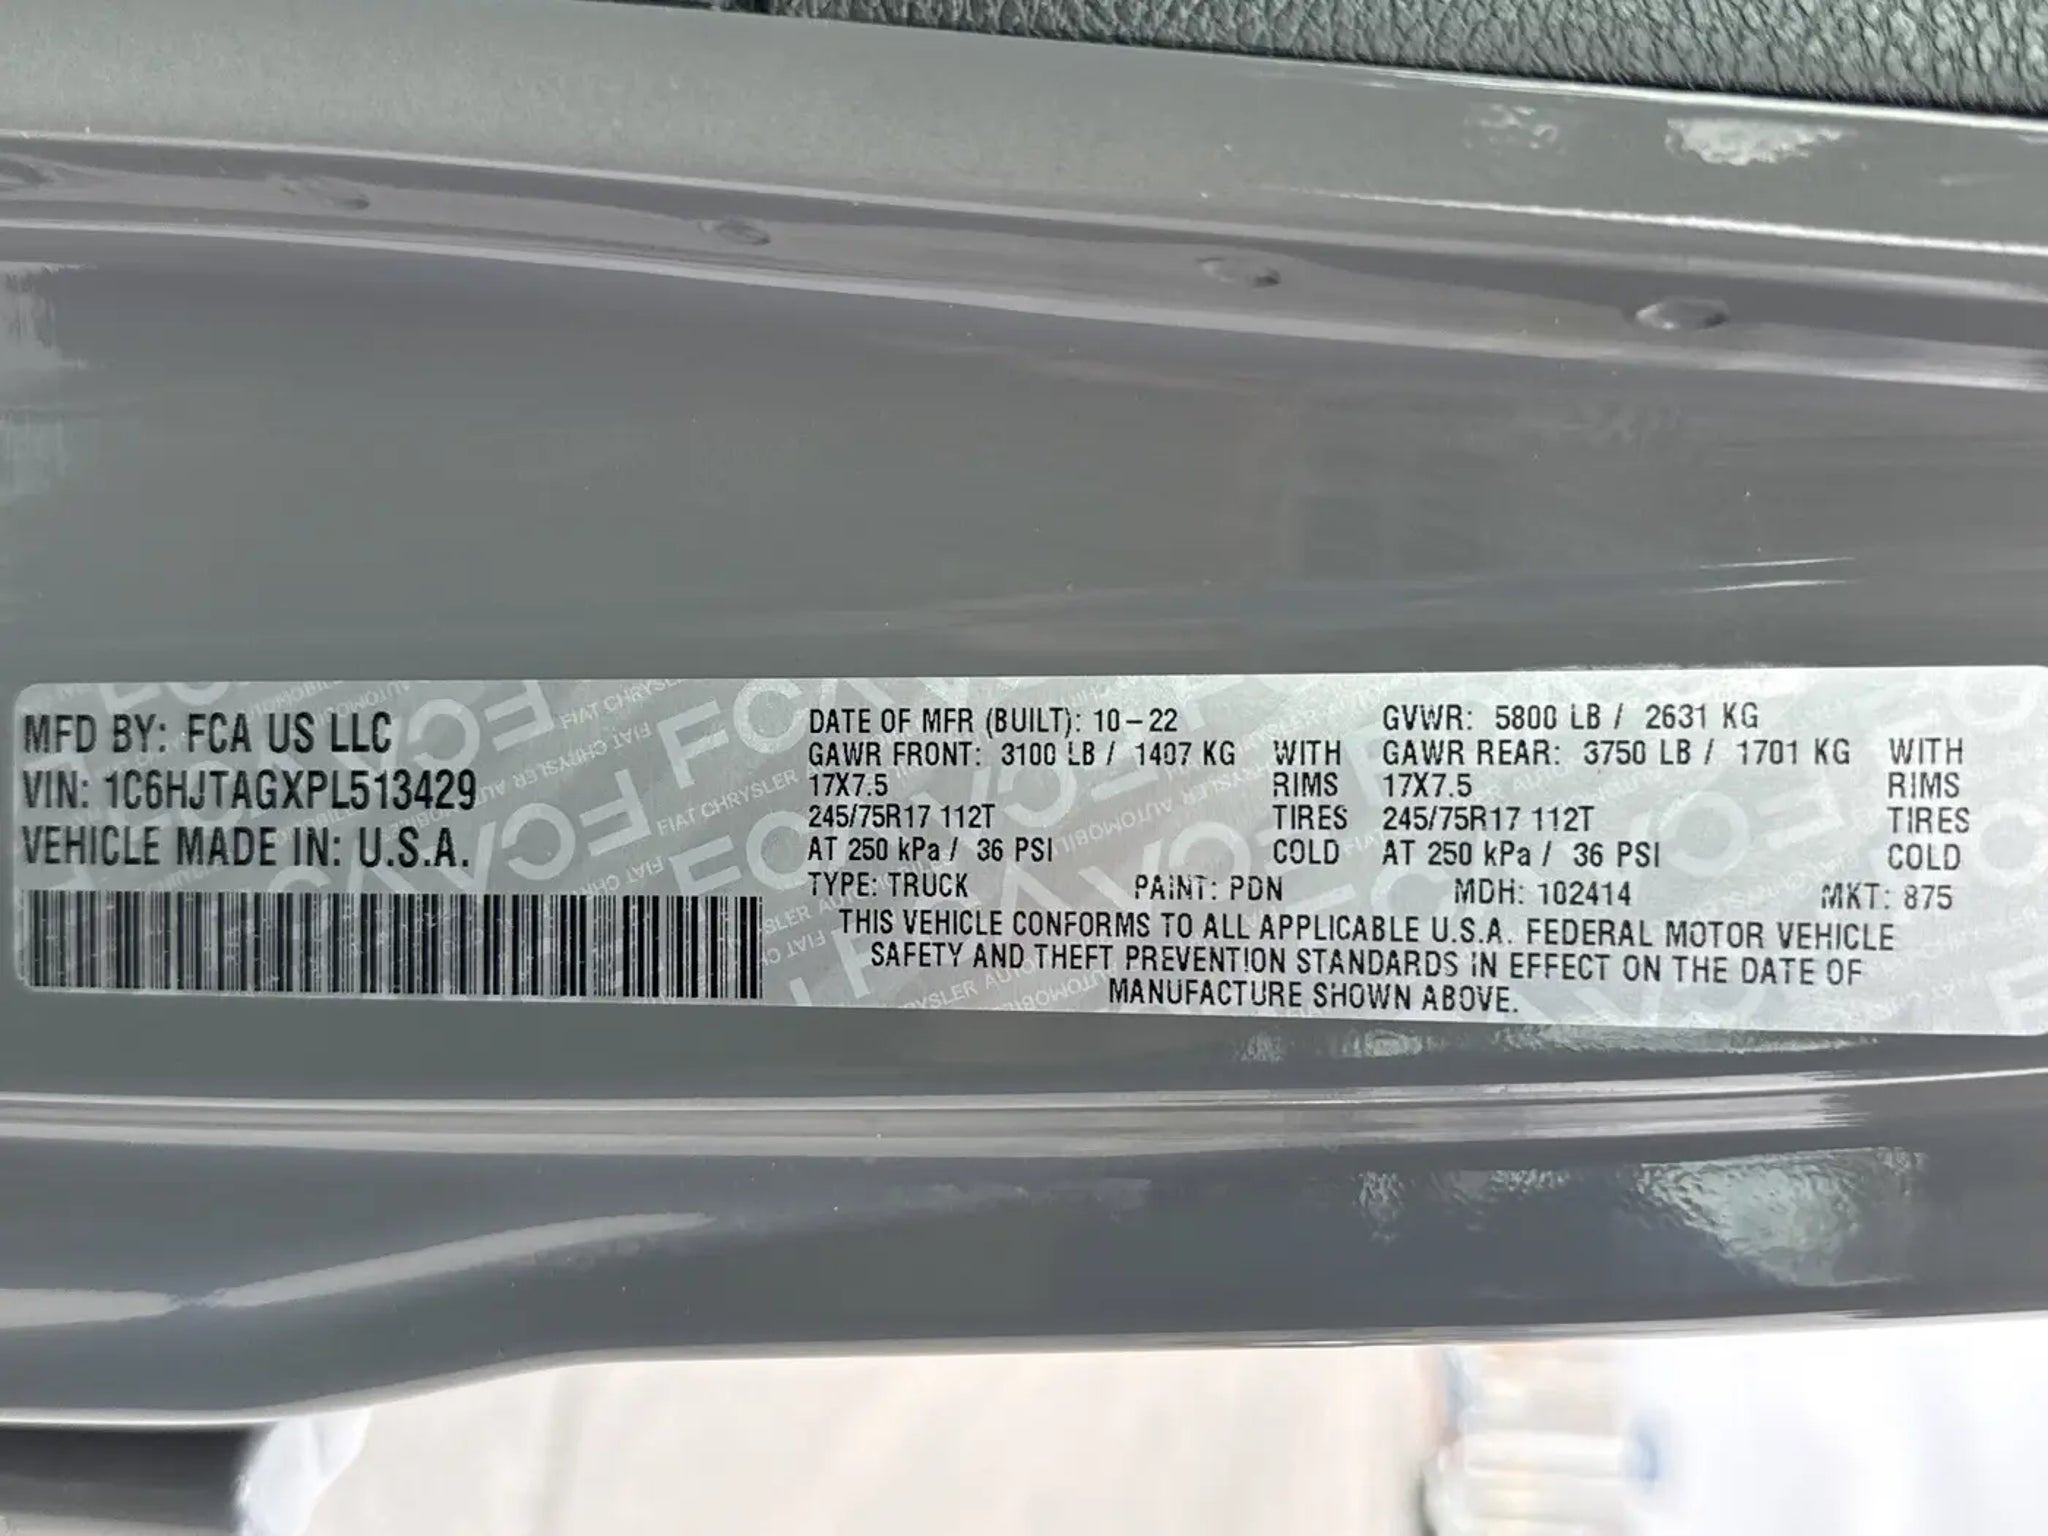 MFD BY: FCA US LLC
VIN: 1C6HJTAGXPL513429
VEHICLE MADE IN: U.S.A.
DATE OF MFR (BUILT): 10-22 GVWR: 5800 LB / 2631 KG
GAWR FRONT: 3100 LB / 1407 KG WITH GAWR REAR: 3750 LB / 1701 KG WITH
17X7.5 RIMS 17X7.5 RIMS
245/75R17 112T TIRES 245/75R17 112T TIRES
AT 250 kPa / 36 PSI COLD AT 250 kPa / 36 PSI COLD
TYPE: TRUCK PAINT: PDN MDH: 102414 MKT: 875
THIS VEHICLE CONFORMS TO ALL APPLICABLE U.S.A. FEDERAL MOTOR VEHICLE
SAFETY AND THEFT PREVENTION STANDARDS IN EFFECT ON THE DATE OF
MANUFACTURE SHOWN ABOVE.